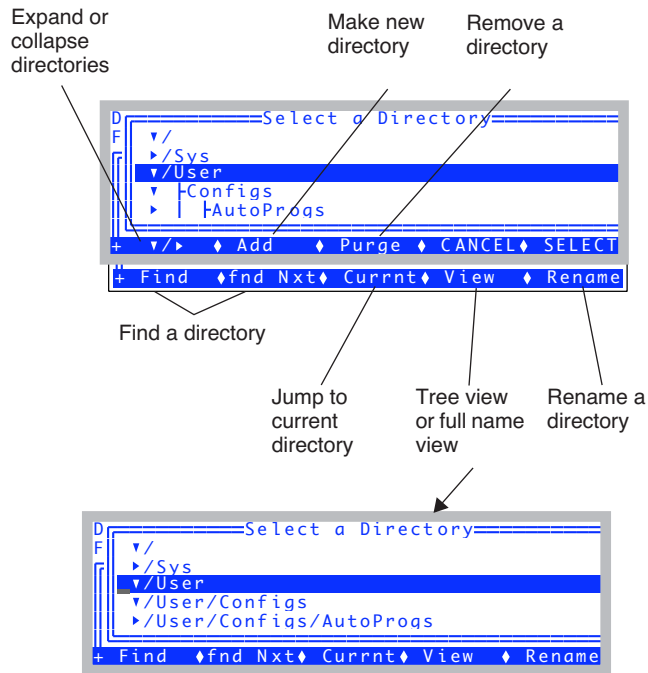 Expand or
collapse
directories
Make new
directory
Remove a
directory
D Select a Directory
F ▾/
▸/Sys
▾/User
▾ ├Configs
▸ | ├AutoProgs
+ ▾/▸ ♦ Add ♦ Purge ♦ CANCEL♦ SELECT
+ Find ♦fnd Nxt♦ Currnt♦ View ♦ Rename
Find a directory
Jump to
current
directory
Tree view
or full name
view
Rename a
directory
D Select a Directory
F ▾/
▸/Sys
▾/User
▾/User/Configs
▸/User/Configs/AutoProgs
+ Find ♦fnd Nxt♦ Currnt♦ View ♦ Rename